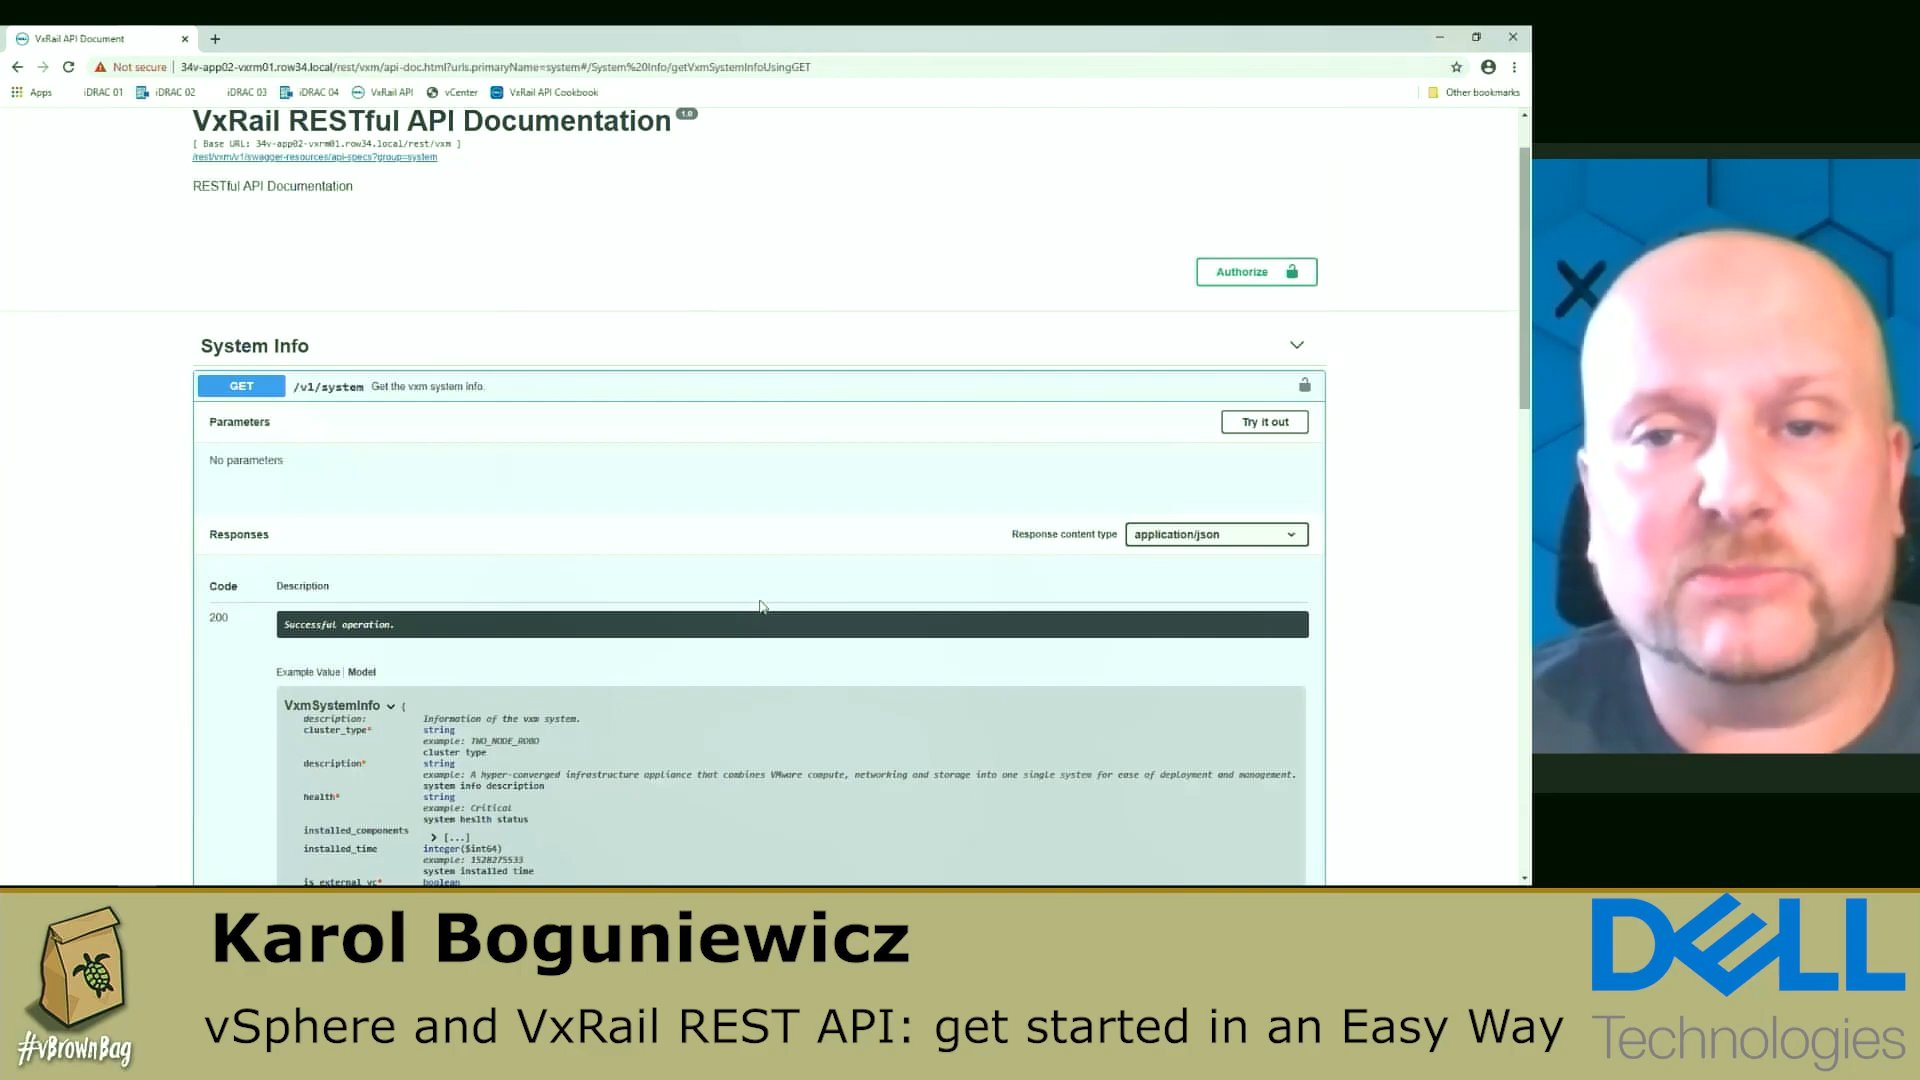 VxRail API Document
Not secure
34v-app02-vxrm01.row34.local/rest/vxm/api-doc.html?urls.primaryName=system#/System%20Info/getVxmSystemInfoUsingGET
Apps
iDRAC 01
iDRAC 02
iDRAC 03
iDRAC 04
VxRail API
vCenter
VxRail API Cookbook
Other bookmarks
VxRail RESTful API Documentation 1.0
[ Base URL: 34v-app02-vxrm01.row34.local/rest/vxm ]
/rest/vxm/v1/swagger-resources/api-specs?group=system
RESTful API Documentation
Authorize
System Info
GET /v1/system Get the vxm system info.
Parameters
Try it out
No parameters
Responses
Response content type
application/json
Code
Description
200
Successful operation.
Example Value | Model
VxmSystemInfo {
description: Information of the vxm system.
cluster_type* string
example: TWO_NODE_ROBO
cluster type
description* string
example: A hyper-converged infrastructure appliance that combines VMware compute, networking and storage into one single system for ease of deployment and management.
system info description
health* string
example: Critical
system heslth status
installed_components > [...]
installed_time integer($int64)
example: 1528275533
system installed time
is_external_vc* boolean
Karol Boguniewicz
vSphere and VxRail REST API: get started in an Easy Way
#vBrownBag
DELL
Technologies